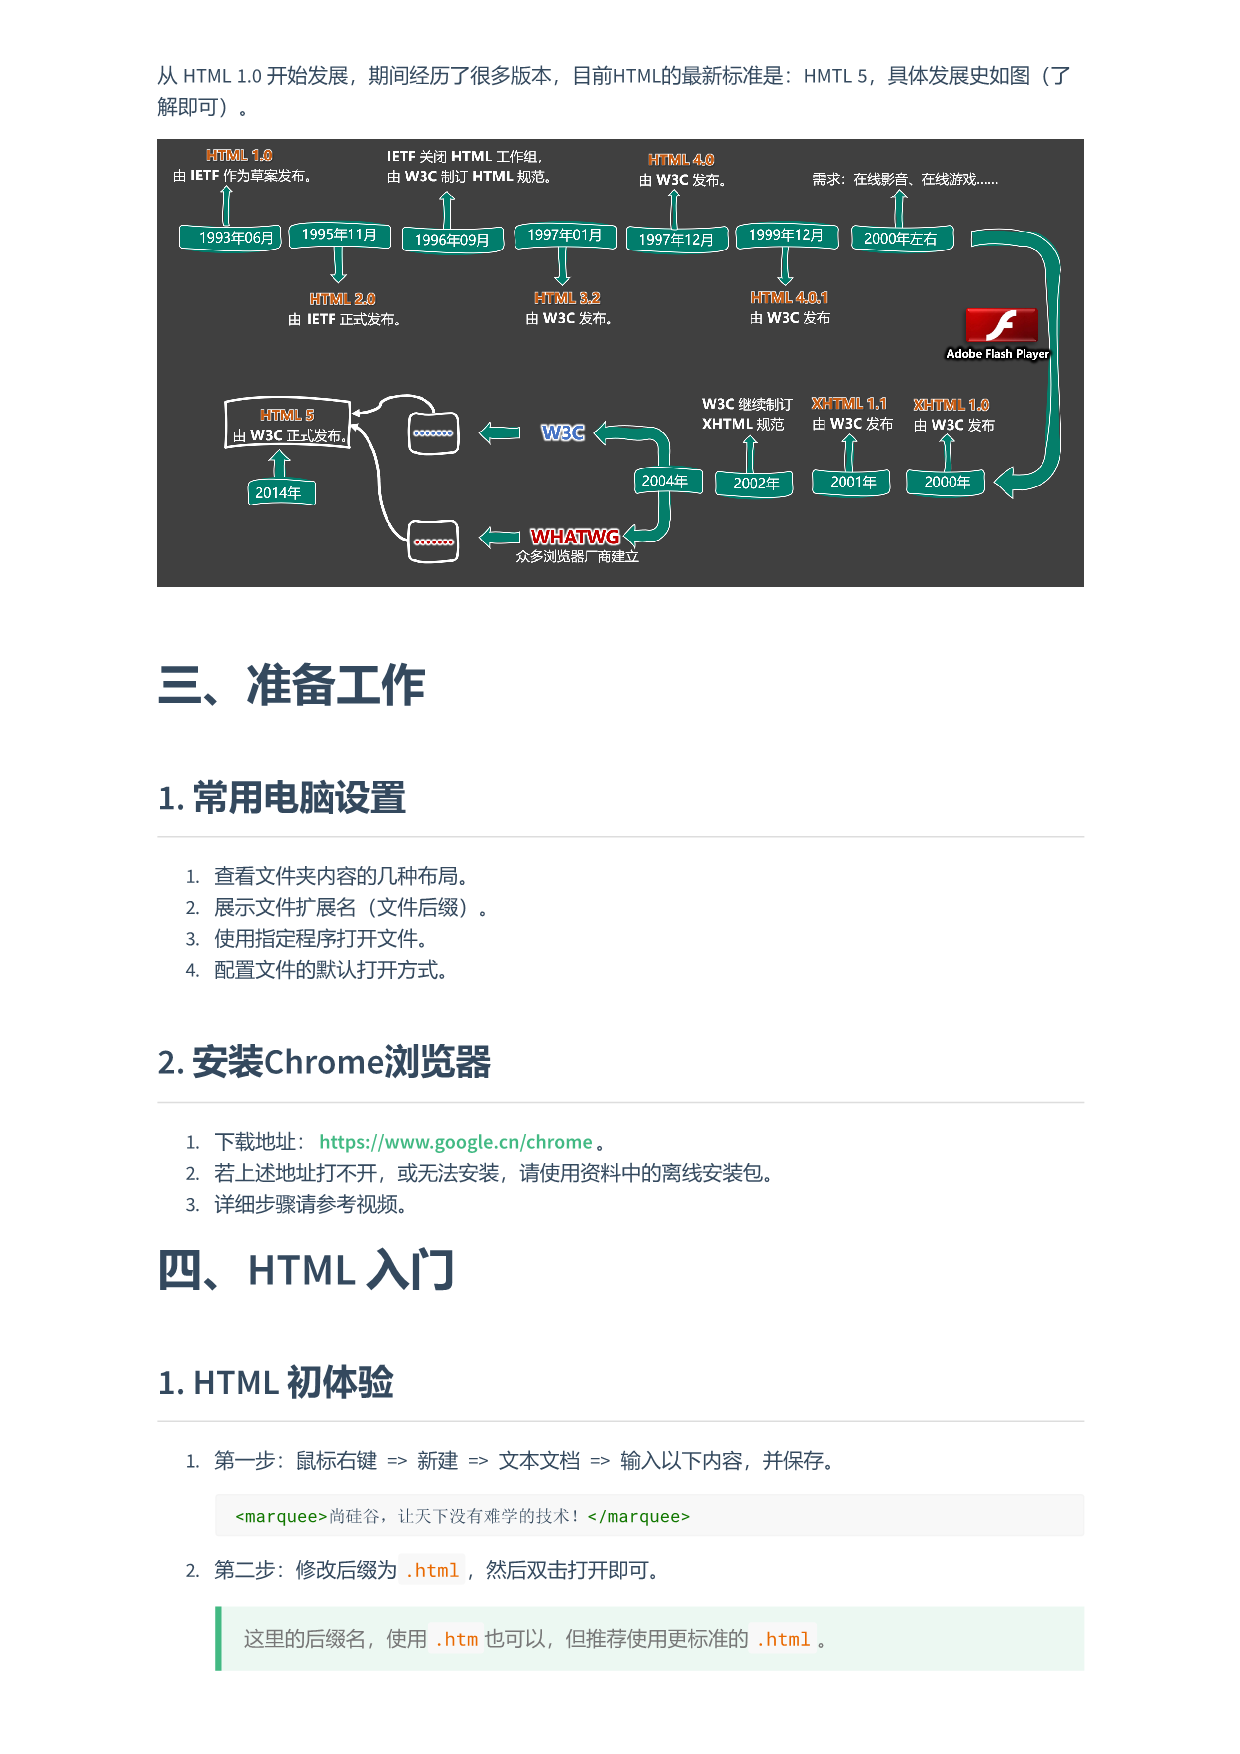 从 HTML 1.0 开始发展，期间经历了很多版本，目前HTML的最新标准是：HMTL 5，具体发展史如图（了
解即可）。
HTML 1.0
由 IETF 作为草案发布。
IETF 关闭 HTML 工作组，
由 W3C 制订 HTML 规范。
HTML 4.0
由 W3C 发布。
需求：在线影音、在线游戏......
1993年06月
1995年11月
1996年09月
1997年01月
1997年12月
1999年12月
2000年左右
HTML 2.0
由 IETF 正式发布。
HTML 3.2
由 W3C 发布。
HTML 4.0.1
由 W3C 发布
Adobe Flash Player
HTML 5
由 W3C 正式发布。
W3C
W3C 继续制订
XHTML 规范
XHTML 1.1
由 W3C 发布
XHTML 1.0
由 W3C 发布
2014年
2004年
2002年
2001年
2000年
WHATWG
众多浏览器厂商建立
三、准备工作
1. 常用电脑设置
1. 查看文件夹内容的几种布局。
2. 展示文件扩展名（文件后缀）。
3. 使用指定程序打开文件。
4. 配置文件的默认打开方式。
2. 安装Chrome浏览器
1. 下载地址： https://www.google.cn/chrome 。
2. 若上述地址打不开，或无法安装，请使用资料中的离线安装包。
3. 详细步骤请参考视频。
四、HTML 入门
1. HTML 初体验
1. 第一步：鼠标右键 => 新建 => 文本文档 => 输入以下内容，并保存。
<marquee>尚硅谷，让天下没有难学的技术！</marquee>
2. 第二步：修改后缀为 .html ，然后双击打开即可。
这里的后缀名，使用 .htm 也可以，但推荐使用更标准的 .html 。